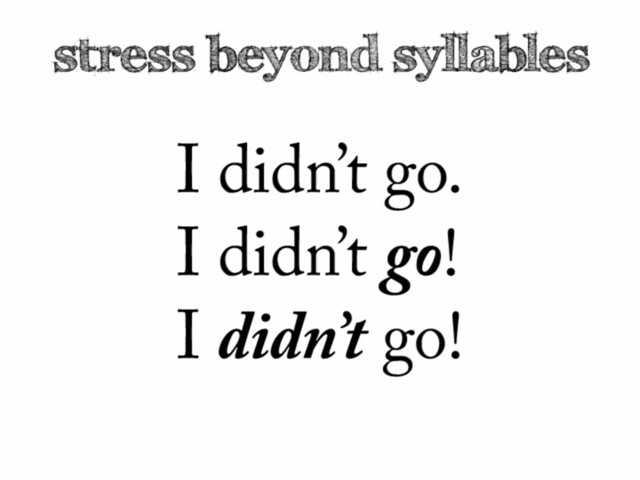 stress beyond syllables
I didn’t go.
I didn’t go!
I didn’t go!